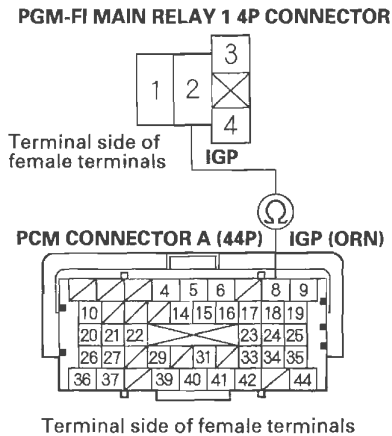 PGM-FI MAIN RELAY 1 4P CONNECTOR
3
1 2
4
Terminal side of
female terminals
IGP
Ω
PCM CONNECTOR A (44P) IGP (ORN)
4 5 6 8 9
10 14 15 16 17 18 19
20 21 22 23 24 25
26 27 29 31 33 34 35
36 37 39 40 41 42 44
Terminal side of female terminals